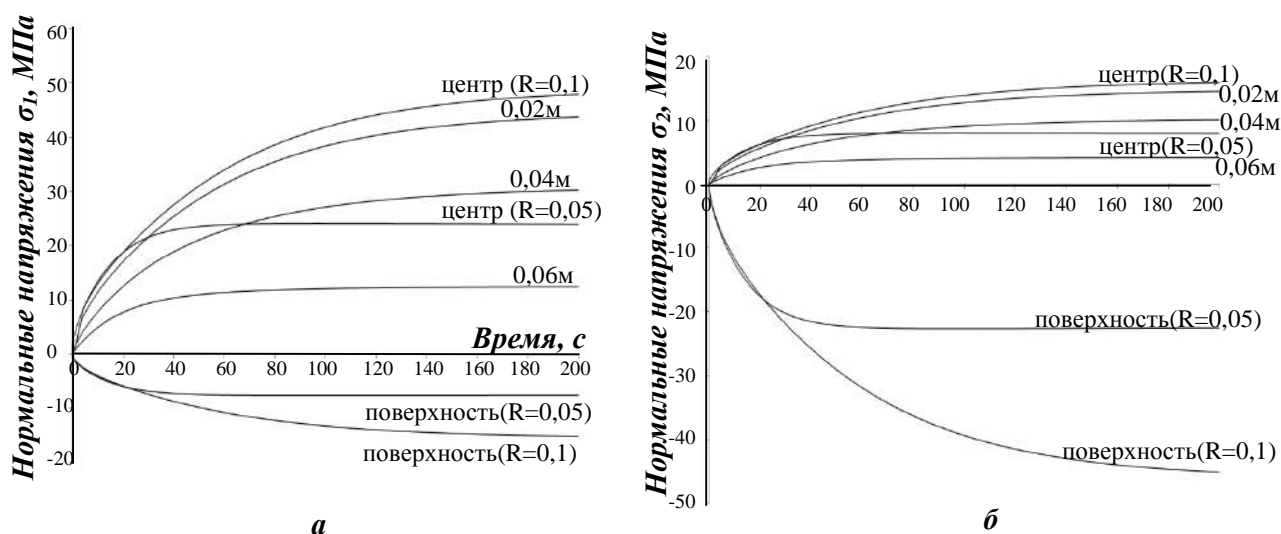 Нормальные напряжения σ₁, МПа
60
50
40
30
20
10
0
-10
-20
центр (R=0,1)
0,02м
0,04м
центр (R=0,05)
0,06м
Время, с
0 20 40 60 80 100 120 140 160 180 200
поверхность(R=0,05)
поверхность(R=0,1)
а
Нормальные напряжения σ₂, МПа
20
10
0
-10
-20
-30
-40
-50
центр(R=0,1)
0,02м
0,04м
центр(R=0,05)
0,06м
0 20 40 60 80 100 120 140 160 180 200
поверхность(R=0,05)
поверхность(R=0,1)
б